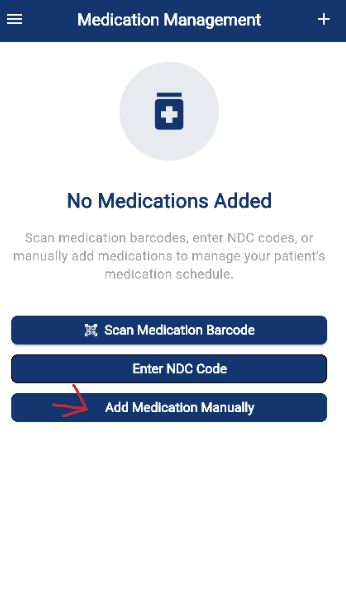 Medication Management
No Medications Added
Scan medication barcodes, enter NDC codes, or
manually add medications to manage your patient's
medication schedule.
Scan Medication Barcode
Enter NDC Code
Add Medication Manually